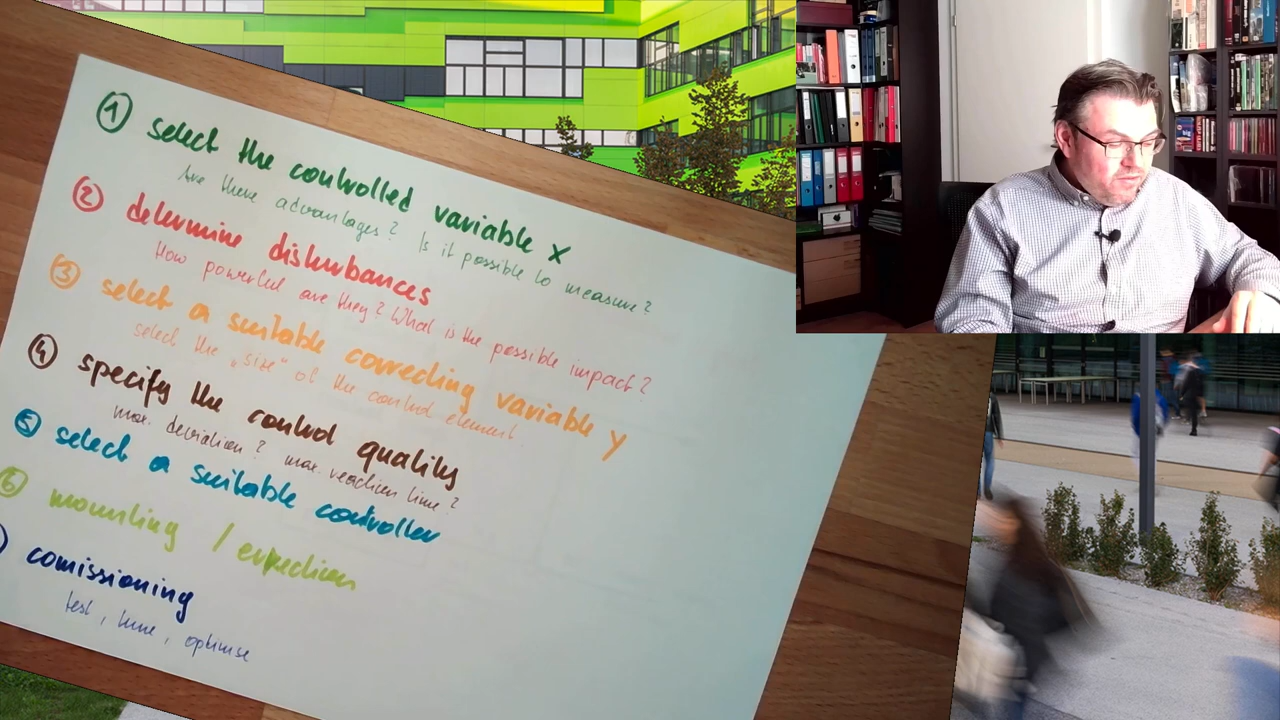 1 select the controlled variable x
Are there advantages? Is it possible to measure?
2 determine disturbances
How powerful are they? What is the possible impact?
3 select a suitable correcting variable y
select the "size" of the control element
4 specify the control quality
max. deviation? max. reaction time?
5 select a suitable controller
6 mounting / erection
comissioning
test, tune, optimise